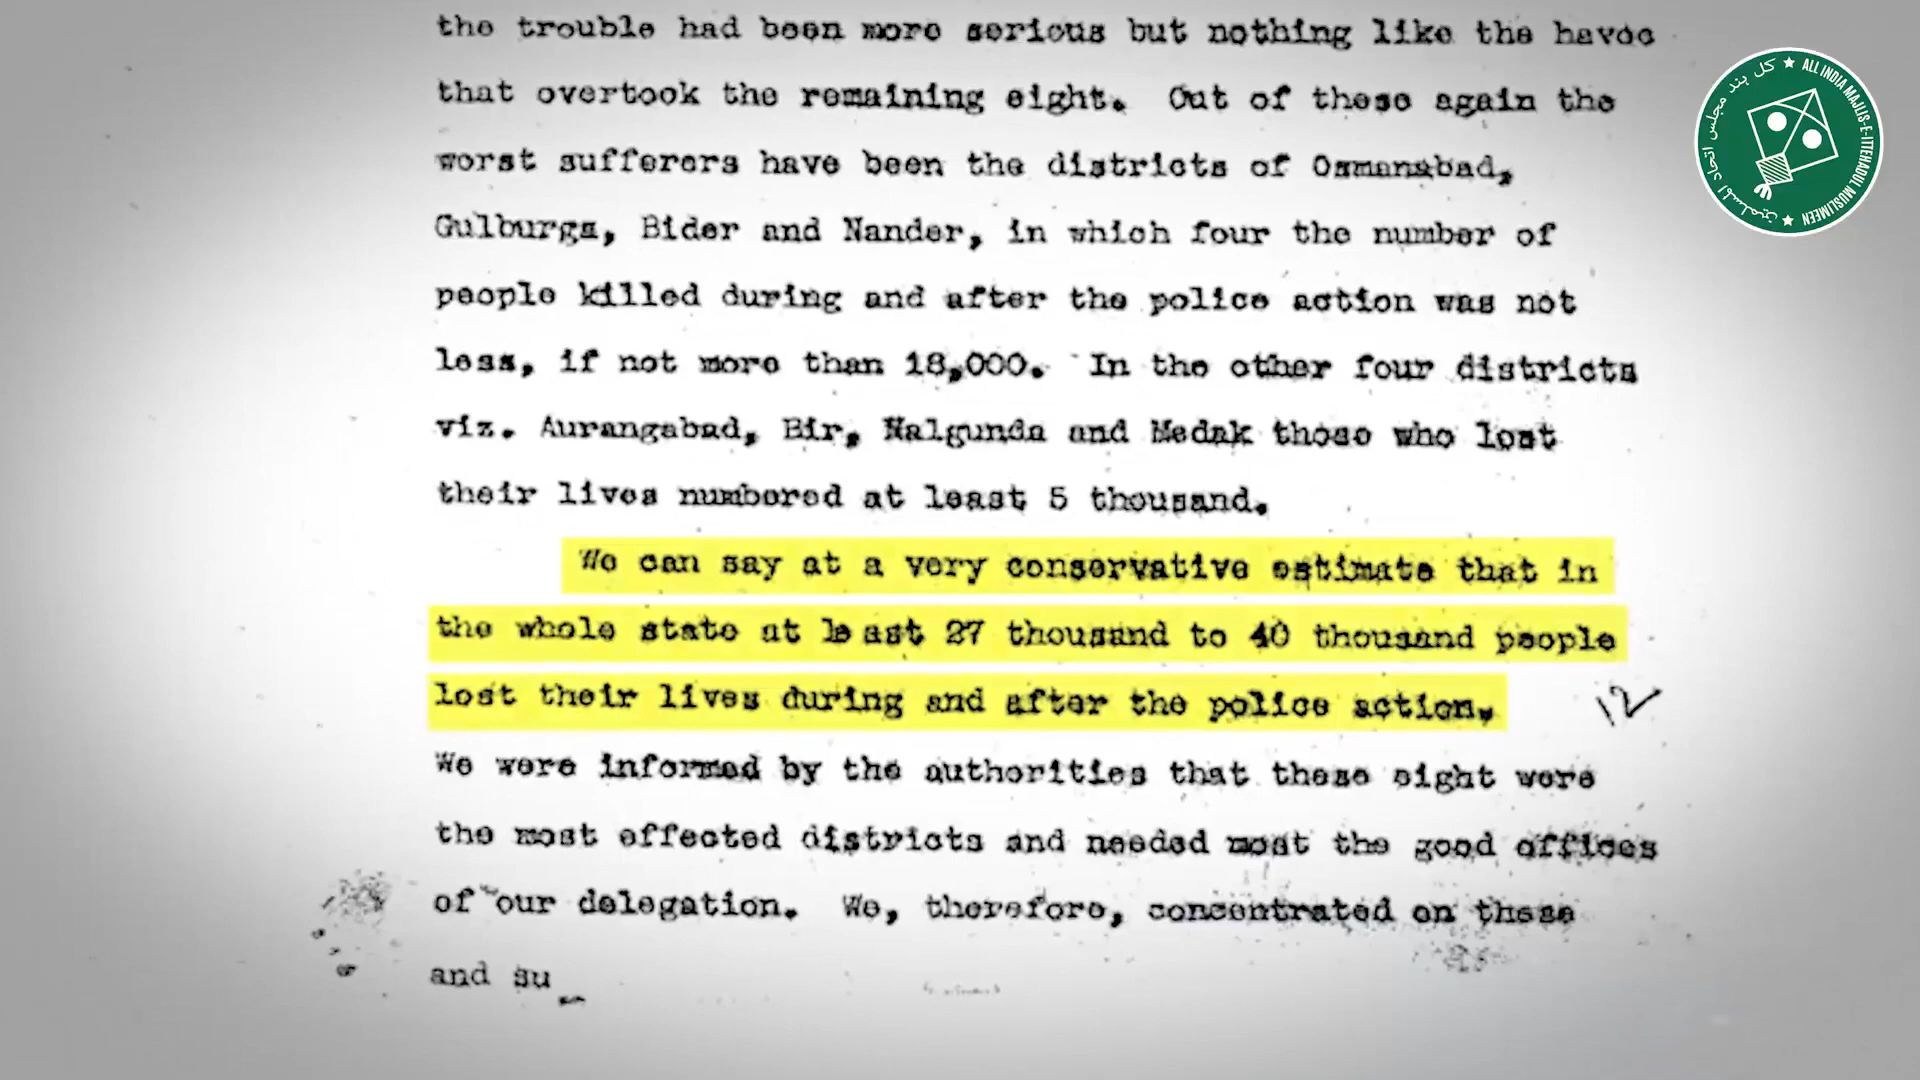 the trouble had been more serious but nothing like the havoc
that overtook the remaining eight. Out of these again the
worst sufferers have been the districts of Osmanabad,
Gulburga, Bider and Nander, in which four the number of
people killed during and after the police action was not
less, if not more than 18,000. In the other four districts
viz. Aurangabad, Bir, Nalgunda and Medak those who lost
their lives numbered at least 5 thousand.
We can say at a very conservative estimate that in
the whole state at least 27 thousand to 40 thousand people
lost their lives during and after the police action.
12
We were informed by the authorities that these eight were
the most effected districts and needed most the good offices
of our delegation. We, therefore, concentrated on these
and su
ALL INDIA MAJLIS-E-ITTEHADUL MUSLIMEEN
کل ہند مجلس اتحاد المسلمین